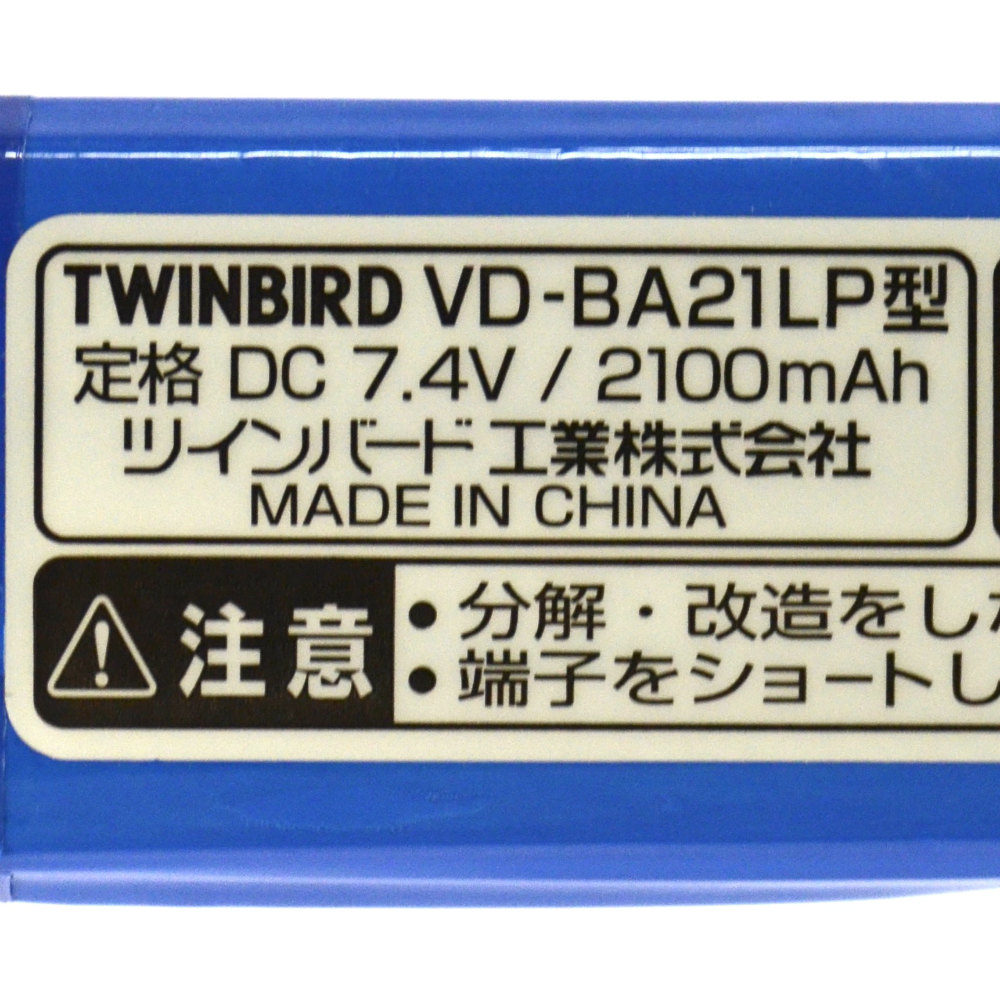 TWINBIRD VD-BA21LP型
定格 DC 7.4V / 2100mAh
ツインバード工業株式会社
MADE IN CHINA
注意
• 分解・改造をし
• 端子をショートし